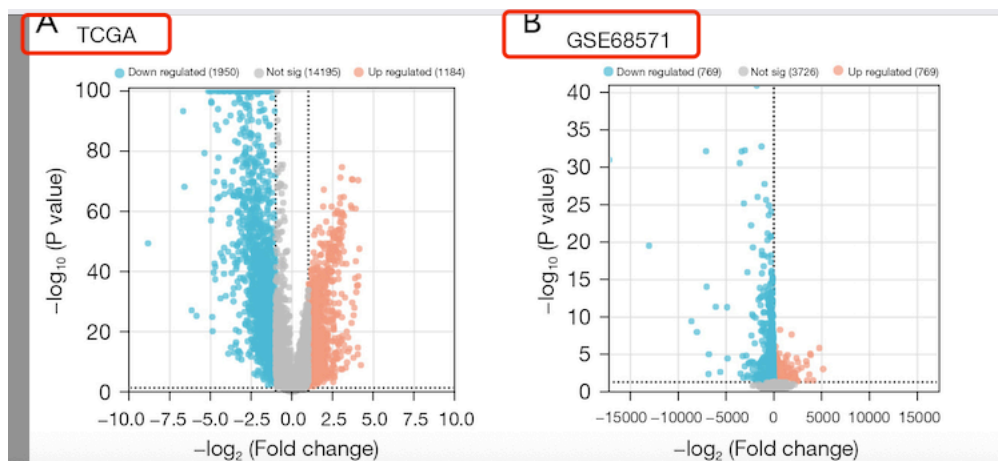 A TCGA
Down regulated (1950) Not sig (14195) Up regulated (1184)
100
80
60
40
20
0
−log10 (P value)
−10.0 −7.5 −5.0 −2.5 0.0 2.5 5.0 7.5 10.0
−log2 (Fold change)
B GSE68571
Down regulated (769) Not sig (3726) Up regulated (769)
40
35
30
25
20
15
10
5
0
−log10 (P value)
−15000 −10000 −5000 0 5000 10000 15000
−log2 (Fold change)